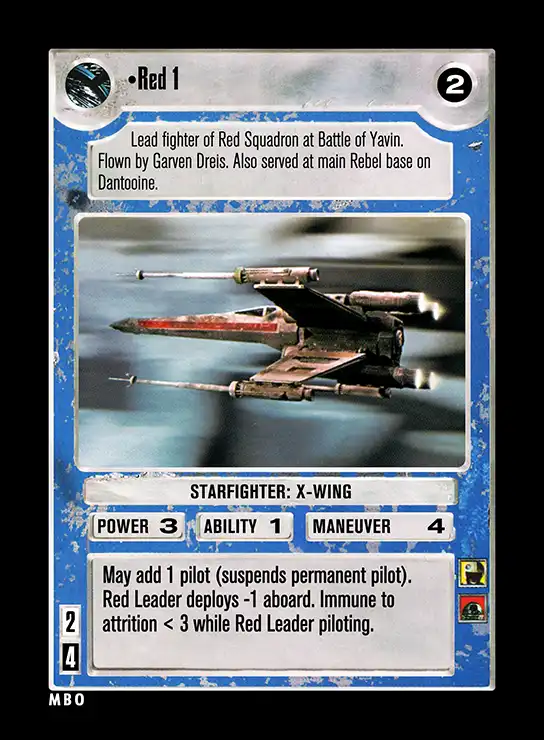 •Red 1
2
Lead fighter of Red Squadron at Battle of Yavin.
Flown by Garven Dreis. Also served at main Rebel base on
Dantooine.
STARFIGHTER: X-WING
POWER 3 ABILITY 1 MANEUVER 4
May add 1 pilot (suspends permanent pilot).
Red Leader deploys -1 aboard. Immune to
attrition < 3 while Red Leader piloting.
2
4
MBO